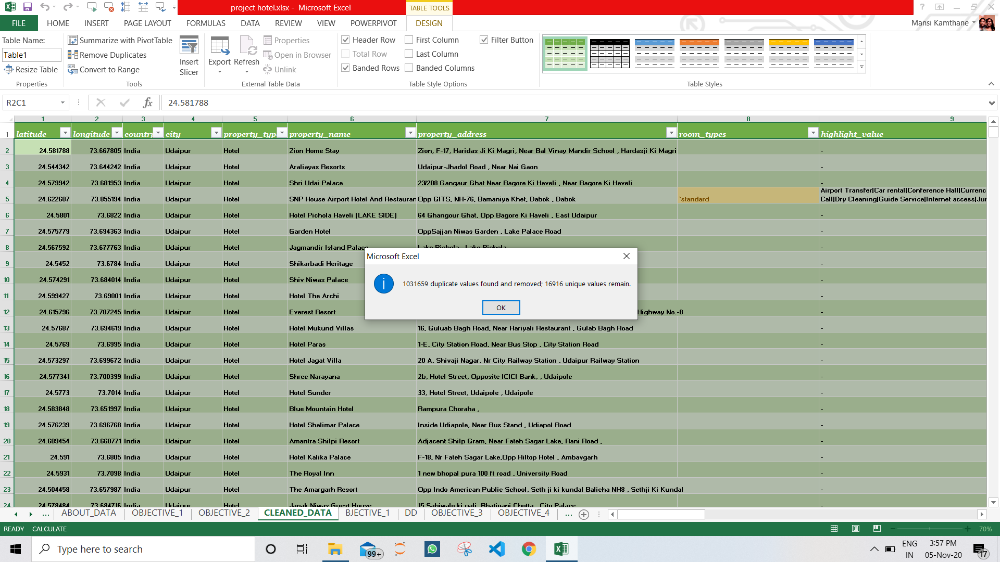 project hotel.xlsx - Microsoft Excel
TABLE TOOLS
FILE HOME INSERT PAGE LAYOUT FORMULAS DATA REVIEW VIEW POWERPIVOT DESIGN
Mansi Kamthane
Table Name:
Table1
Resize Table
Properties
Summarize with PivotTable
Remove Duplicates
Convert to Range
Tools
Insert
Slicer
Export
Refresh
Properties
Open in Browser
Unlink
External Table Data
Header Row
Total Row
Banded Rows
First Column
Last Column
Banded Columns
Filter Button
Table Style Options
Table Styles
R2C1
fx
24.581788
1 2 3 4 5 6 7 8 9
1 latitude longitude countr city property_typ property_name property_address room_types highlight_value
2 24.581788 73.667805 India Udaipur Hotel Zion Home Stay Zion, F-17, Haridas Ji Ki Magri, Near Bal Vinay Mandir School , Hardasji Ki Magri -
3 24.544342 73.644242 India Udaipur Hotel Araliayas Resorts Udaipur-Jhadol Road , Near Nai Gaon -
4 24.579942 73.681953 India Udaipur Hotel Shri Udai Palace 23/208 Gangaur Ghat Near Bagore Ki Haveli , Near Bagore Ki Haveli -
Airport Transfer|Car rental|Conference Hall|Currenc
5 24.622607 73.855194 India Udaipur Hotel SNP House Airport Hotel And Restauran Opp GITS, NH-76, Bamaniya Khet, Dabok , Dabok `standard Call|Dry Cleaning|Guide Service|Internet access|Jur
6 24.5801 73.6822 India Udaipur Hotel Hotel Pichola Haveli (LAKE SIDE) 64 Ghangour Ghat, Opp Bagore Ki Haveli , East Udaipur -
7 24.575779 73.694363 India Udaipur Hotel Garden Hotel OppSajjan Niwas Garden , Lake Palace Road -
8 24.567592 73.677763 India Udaipur Hotel Jagmandir Island Palace Lake Pichola , Lake Pichola -
9 24.5452 73.6784 India Udaipur Hotel Shikarbadi Heritage -
10 24.574291 73.684014 India Udaipur Hotel Shiv Niwas Palace -
11 24.599427 73.69001 India Udaipur Hotel Hotel The Archi -
12 24.615796 73.707245 India Udaipur Hotel Everest Resort Highway No.-8 -
13 24.57687 73.694619 India Udaipur Hotel Hotel Mukund Villas 16, Guluab Bagh Road, Near Hariyali Restaurant , Gulab Bagh Road -
14 24.5769 73.6995 India Udaipur Hotel Hotel Paras 1-E, City Station Road, Near Bus Stop , City Station Road -
15 24.573297 73.699672 India Udaipur Hotel Hotel Jagat Villa 20 A, Shivaji Nagar, Nr City Railway Station , Udaipur Railway Station -
16 24.577341 73.700399 India Udaipur Hotel Shree Narayana 2b, Hotel Street, Opposite ICICI Bank, , Udaipole -
17 24.5773 73.7014 India Udaipur Hotel Hotel Sunder 33, Hotel Street, Udaipole , Udaipole -
18 24.583848 73.651997 India Udaipur Hotel Blue Mountain Hotel Rampura Choraha , -
19 24.576239 73.696768 India Udaipur Hotel Hotel Shalimar Palace Inside Udiapole, Near Bus Stand , Udiapol Road -
20 24.609454 73.660771 India Udaipur Hotel Amantra Shilpi Resort Adjacent Shilp Gram, Near Fateh Sagar Lake, Rani Road , -
21 24.591 73.6805 India Udaipur Hotel Hotel Kalika Palace F-18, Nr Fateh Sagar Lake,Opp Hiltop Hotel , Ambavgarh -
22 24.5931 73.7098 India Udaipur Hotel The Royal Inn 1 new bhopal pura 100 ft road , University Road -
23 24.504458 73.657987 India Udaipur Hotel The Amargarh Resort Opp Indo American Public School, Seth ji ki kundal Balicha NH8 , Sethji Ki Kundal -
24 24.578484 73.684716 India Udaipur Hotel Janak Niwas Guest House 15 Sabiwalo ki gali, Bhatiyani Chotta , City Palace
Microsoft Excel
1031659 duplicate values found and removed; 16916 unique values remain.
OK
... ABOUT_DATA OBJECTIVE_1 OBJECTIVE_2 CLEANED_DATA BJECTIVE_1 DD OBJECTIVE_3 OBJECTIVE_4 ...
READY CALCULATE 70%
Type here to search
99+
ENG
IN
3:57 PM
05-Nov-20
17